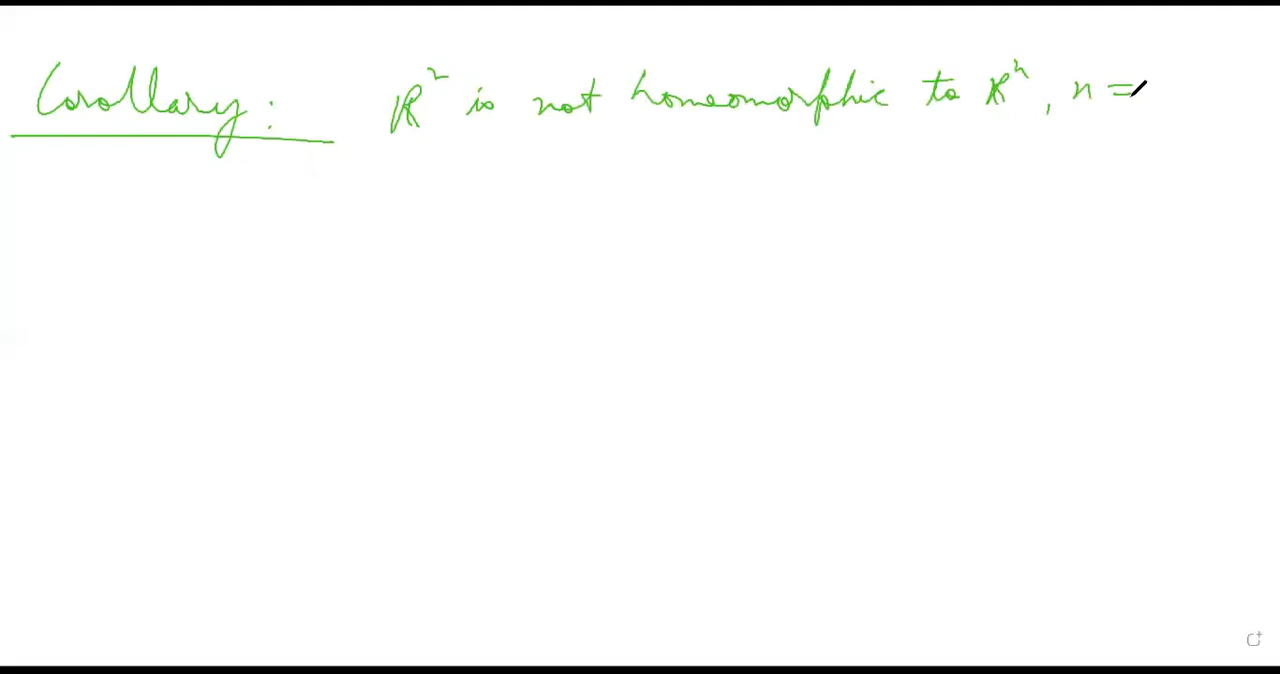 Corollary: ℝ² is not homeomorphic to ℝⁿ, n =